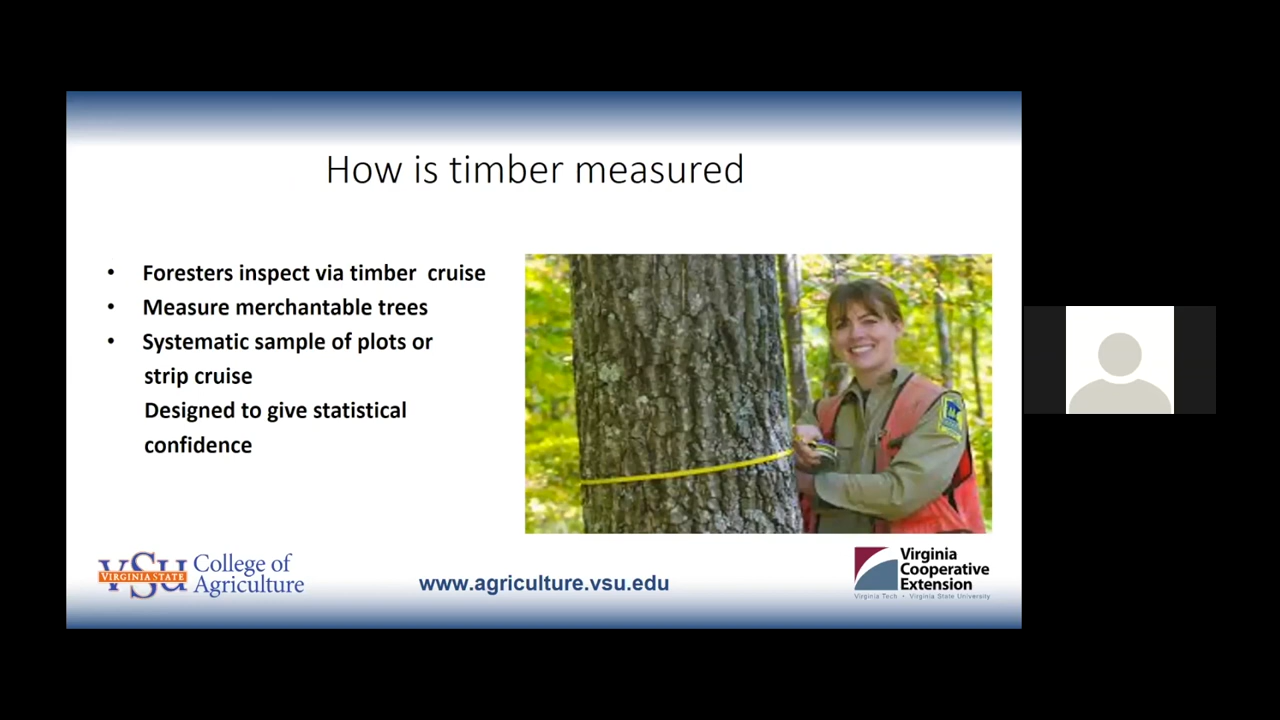 How is timber measured
• Foresters inspect via timber cruise
• Measure merchantable trees
• Systematic sample of plots or
strip cruise
Designed to give statistical
confidence
VSU
VIRGINIA STATE
College of
Agriculture
www.agriculture.vsu.edu
Virginia
Cooperative
Extension
Virginia Tech • Virginia State University